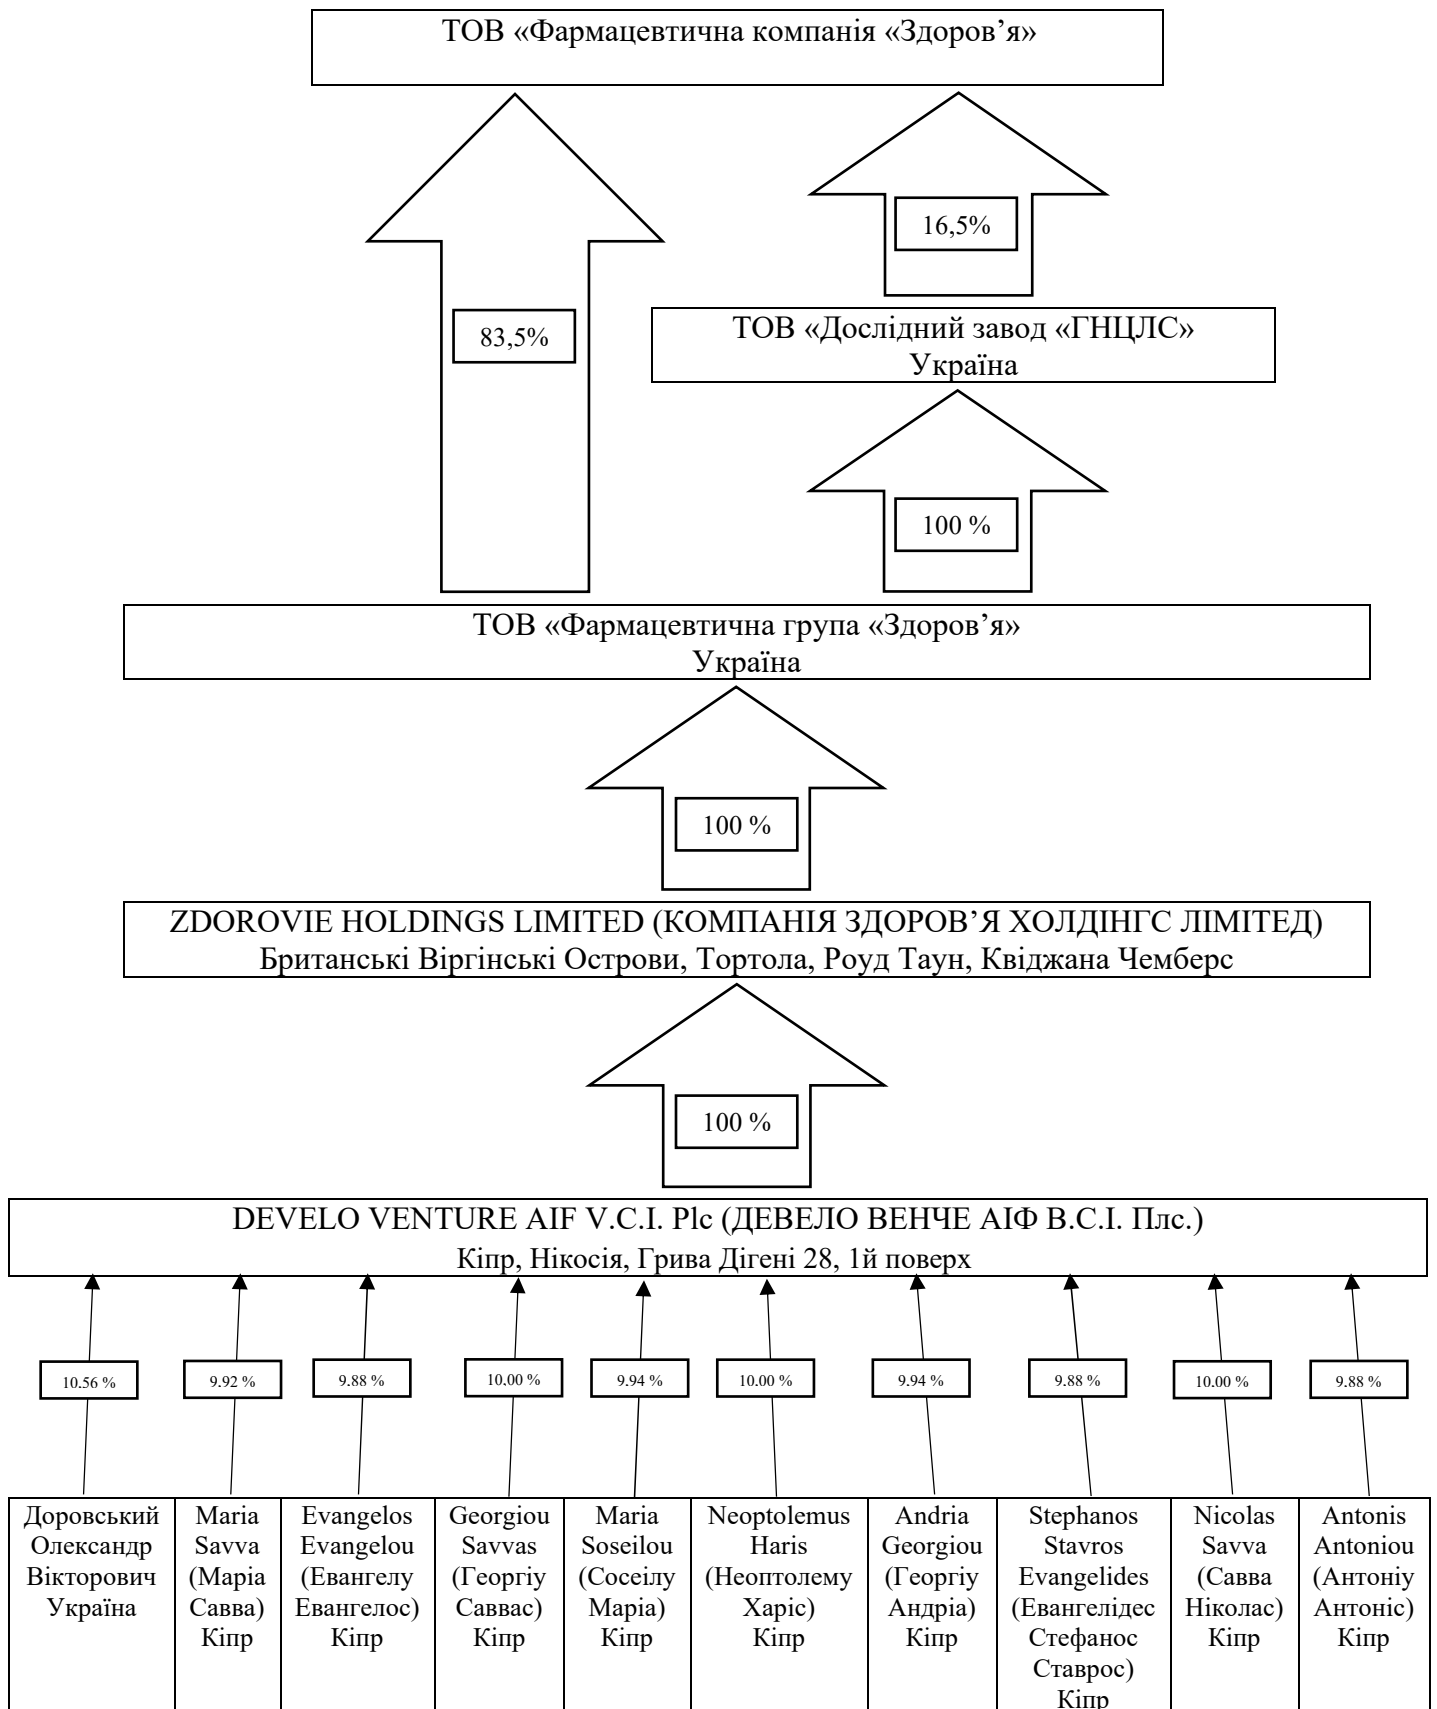 ТОВ «Фармацевтична компанія «Здоров’я»
16,5%
83,5%
ТОВ «Дослідний завод «ГНЦЛС»
Україна
100 %
ТОВ «Фармацевтична група «Здоров’я»
Україна
100 %
ZDOROVIE HOLDINGS LIMITED (КОМПАНІЯ ЗДОРОВ’Я ХОЛДІНГС ЛІМІТЕД)
Британські Віргінські Острови, Тортола, Роуд Таун, Квіджана Чемберс
100 %
DEVELO VENTURE AIF V.C.I. Plc (ДЕВЕЛО ВЕНЧЕ АІФ В.С.І. Плс.)
Кіпр, Нікосія, Грива Дігені 28, 1й поверх
10.56 %
9.92 %
9.88 %
10.00 %
9.94 %
10.00 %
9.94 %
9.88 %
10.00 %
9.88 %
Доровський
Олександр
Вікторович
Україна
Maria
Savva
(Марія
Савва)
Кіпр
Evangelos
Evangelou
(Евангелу
Евангелос)
Кіпр
Georgiou
Savvas
(Георгіу
Саввас)
Кіпр
Maria
Soseilou
(Сосеілу
Марія)
Кіпр
Neoptolemus
Haris
(Неоптолему
Харіс)
Кіпр
Andria
Georgiou
(Георгіу
Андріа)
Кіпр
Stephanos
Stavros
Evangelides
(Евангелідес
Стефанос
Ставрос)
Кіпр
Nicolas
Savva
(Савва
Ніколас)
Кіпр
Antonis
Antoniou
(Антоніу
Антоніс)
Кіпр